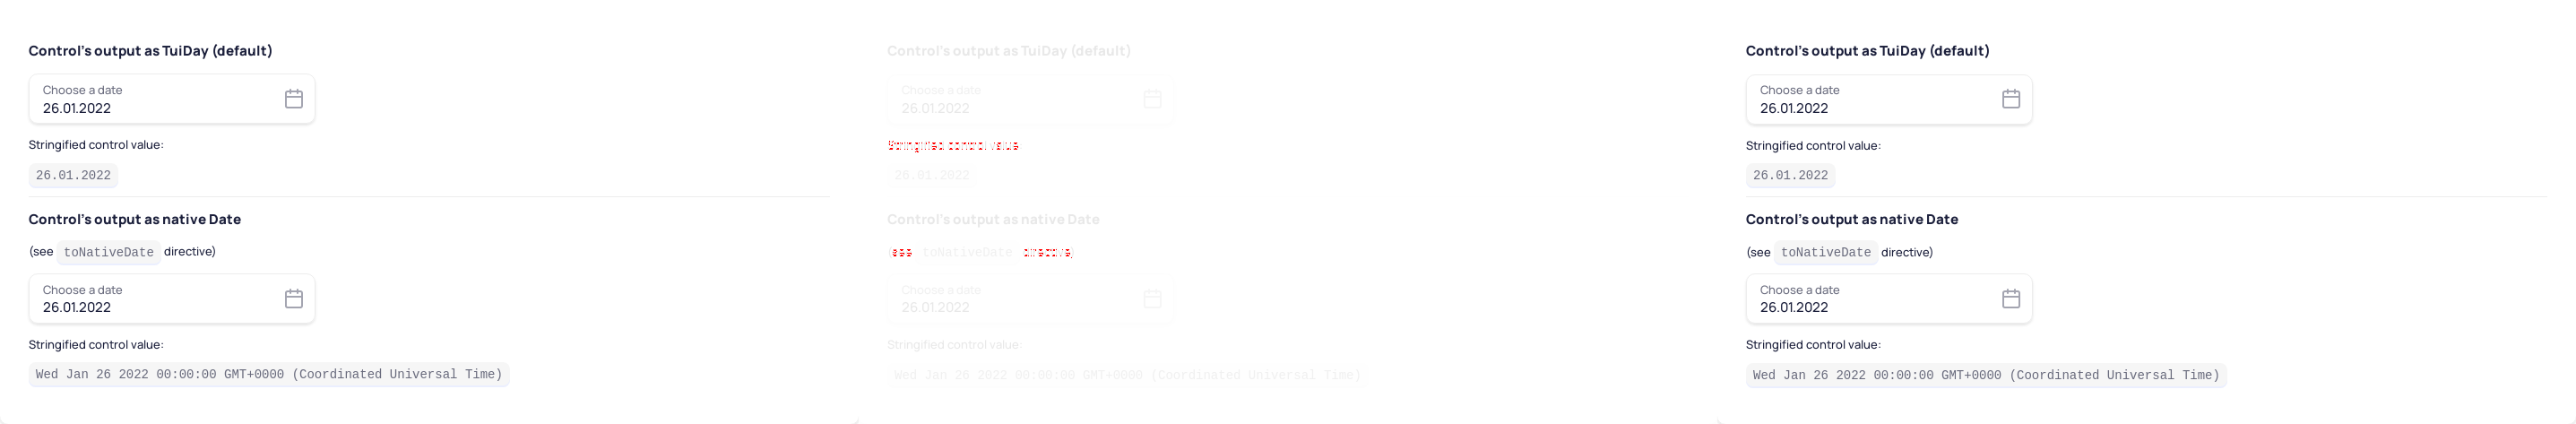 Control's output as TuiDay (default)
Choose a date
26.01.2022
Stringified control value:
26.01.2022
Control's output as native Date
(see toNativeDate directive)
Choose a date
26.01.2022
Stringified control value:
Wed Jan 26 2022 00:00:00 GMT+0000 (Coordinated Universal Time)
Control's output as TuiDay (default)
Choose a date
26.01.2022
Stringified control value
26.01.2022
Control's output as native Date
(see toNativeDate directive)
Choose a date
26.01.2022
Stringified control value:
Wed Jan 26 2022 00:00:00 GMT+0000 (Coordinated Universal Time)
Control's output as TuiDay (default)
Choose a date
26.01.2022
Stringified control value:
26.01.2022
Control's output as native Date
(see toNativeDate directive)
Choose a date
26.01.2022
Stringified control value:
Wed Jan 26 2022 00:00:00 GMT+0000 (Coordinated Universal Time)